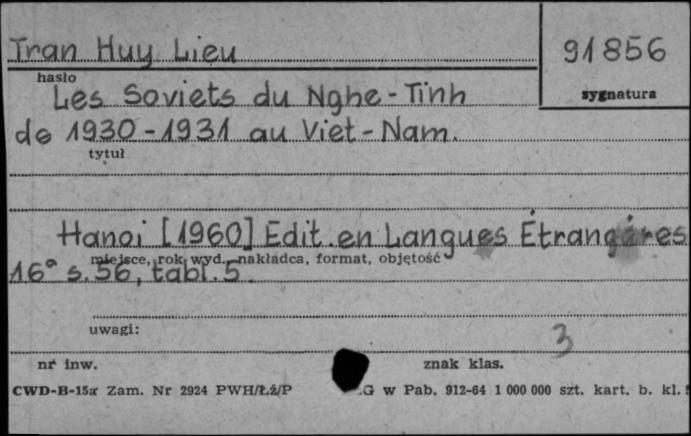 Tran Huy Lieu
91856
hasło
sygnatura
Les Soviets du Nghe-Tinh
de 1930-1931 au Viet-Nam.
tytuł
Hanoi [1960] Edit. en Langues Étrangéres
miejsce, rok wyd., nakładca, format, objętość
16° s. 56, tabl. 5.
uwagi:
3
nr inw.
znak klas.
CWD-B-15a Zam. Nr 2924 PWH/Łź/P
G w Pab. 912-64 1 000 000 szt. kart. b. kl.